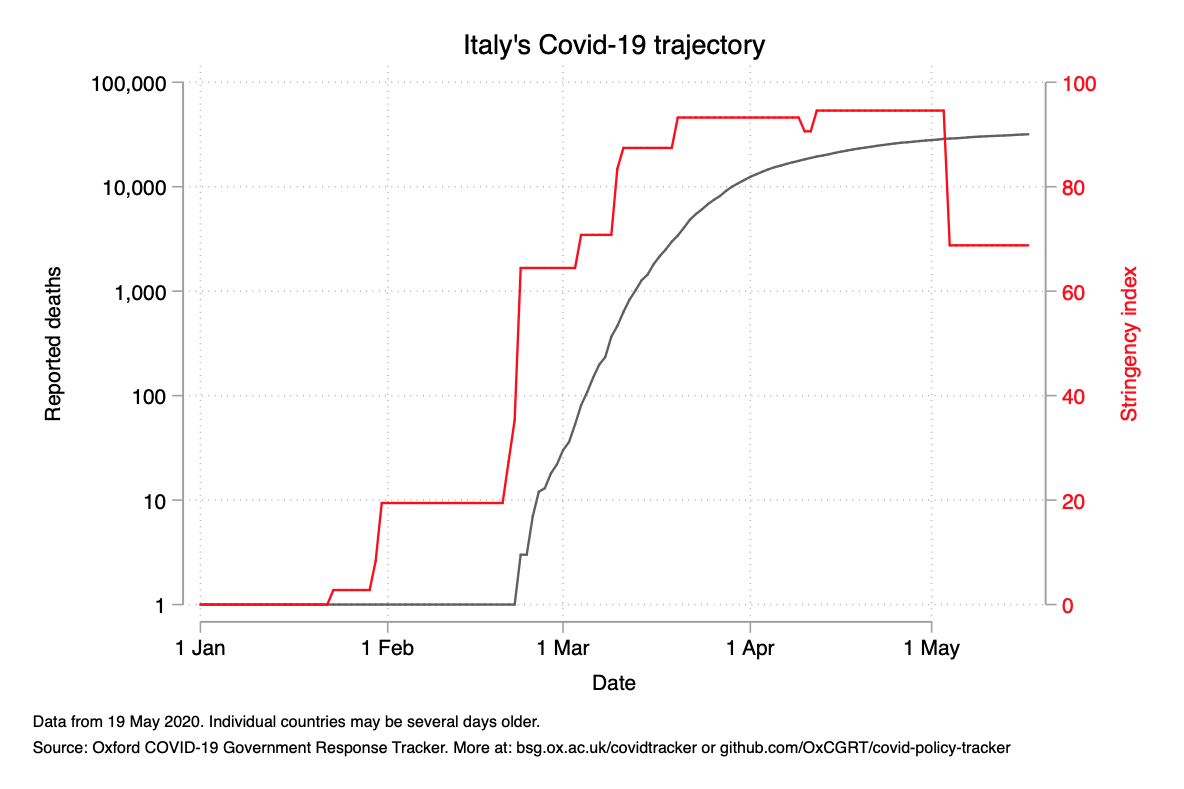 Italy's Covid-19 trajectory
100,000
10,000
1,000
100
10
1
Reported deaths
100
80
60
40
20
0
Stringency index
1 Jan
1 Feb
1 Mar
1 Apr
1 May
Date
Data from 19 May 2020. Individual countries may be several days older.
Source: Oxford COVID-19 Government Response Tracker. More at: bsg.ox.ac.uk/covidtracker or github.com/OxCGRT/covid-policy-tracker